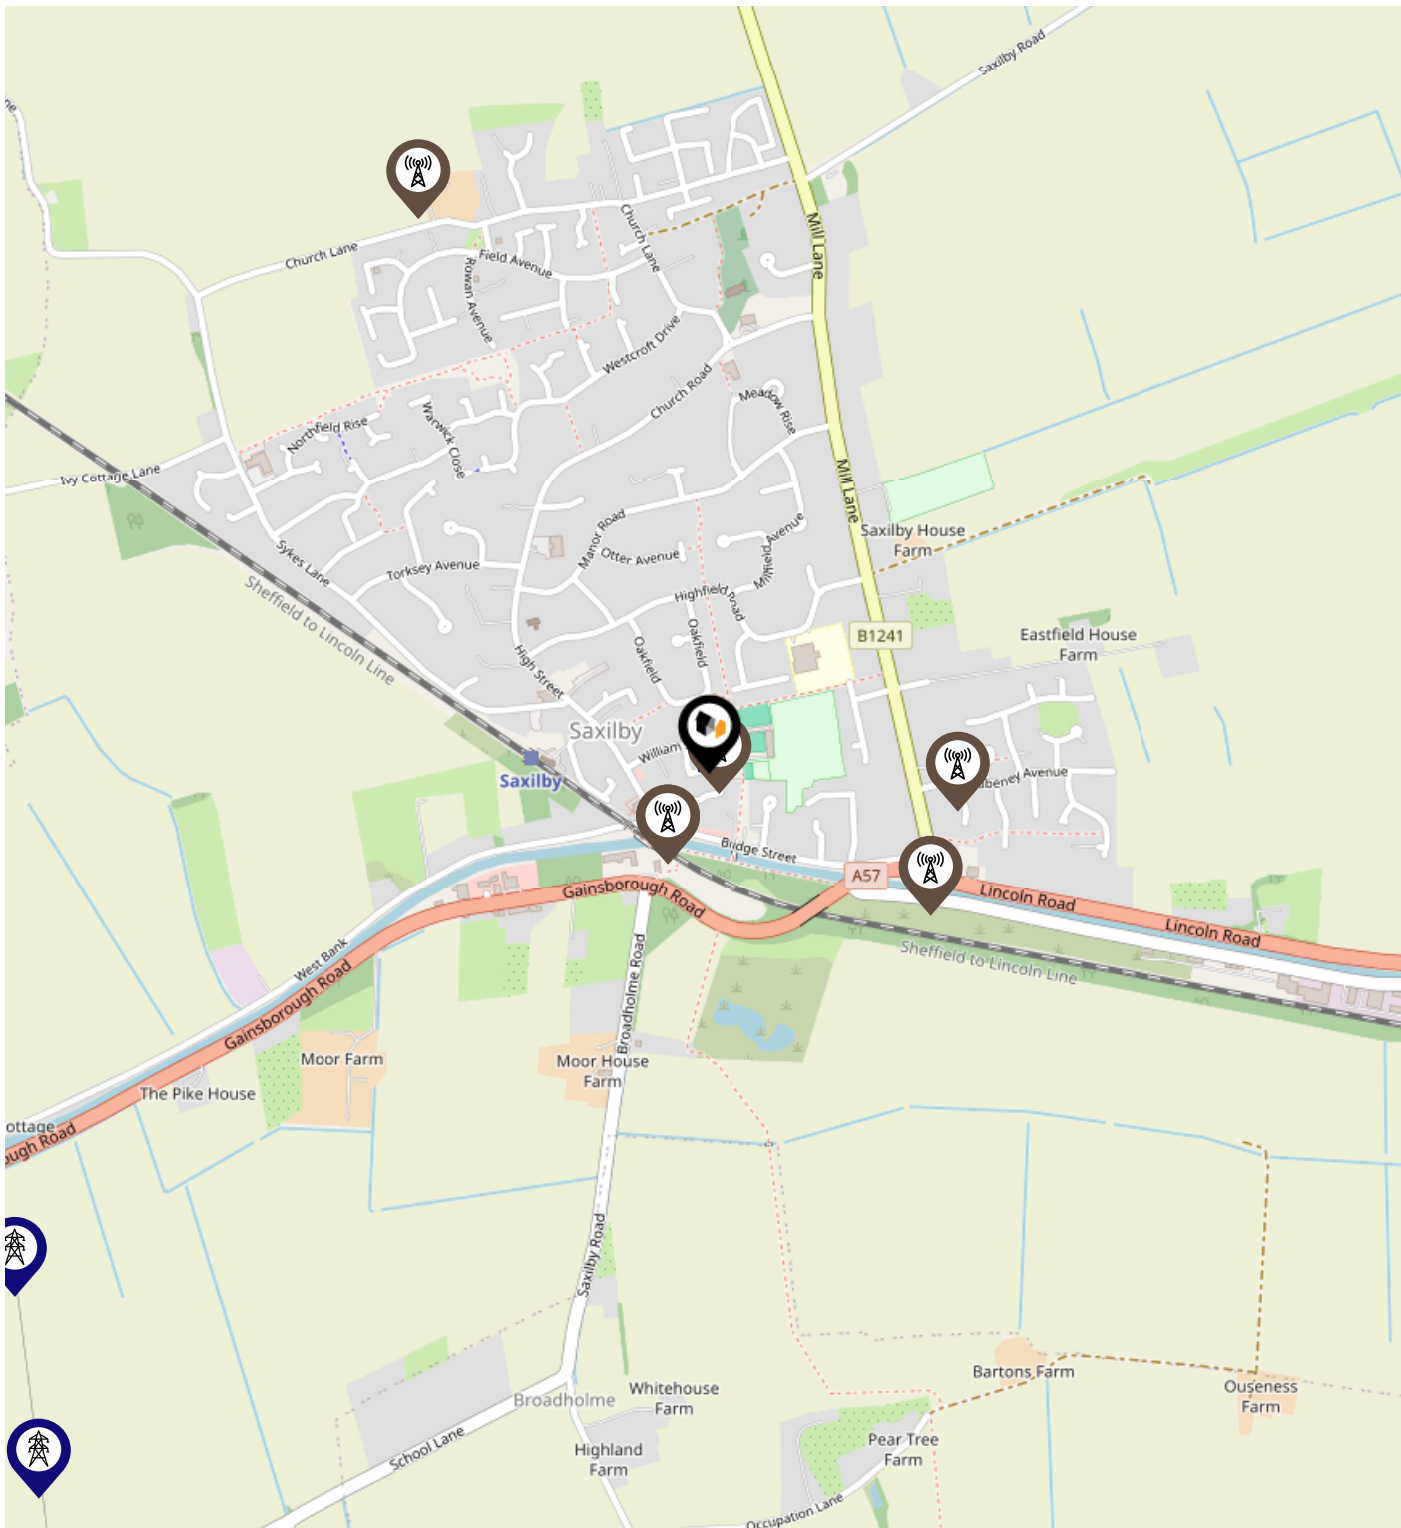 Saxilby Road
Mill Lane
Church Lane
Church Lane
Field Avenue
Rowan Avenue
Westcroft Drive
Church Road
Meadow Rise
Northfield Rise
Warwick Close
Ivy Cottage Lane
Mill Lane
Manor Road
Saxilby House
Farm
Otter Avenue
Millfield Avenue
Sykes Lane
Torksey Avenue
Highfield Road
Sheffield to Lincoln Line
B1241
Eastfield House
Farm
Oakfield
Oakfield
High Street
Saxilby
William
Saxilby
beney Avenue
Bridge Street
A57
Gainsborough Road
Lincoln Road
Lincoln Road
Sheffield to Lincoln Line
West Bank
Gainsborough Road
Broadholme Road
Moor Farm
Moor House
Farm
The Pike House
ottage
ough Road
Saxilby Road
Bartons Farm
Ouseness
Farm
Broadholme
Whitehouse
Farm
School Lane
Highland
Farm
Pear Tree
Farm
Occupation Lane